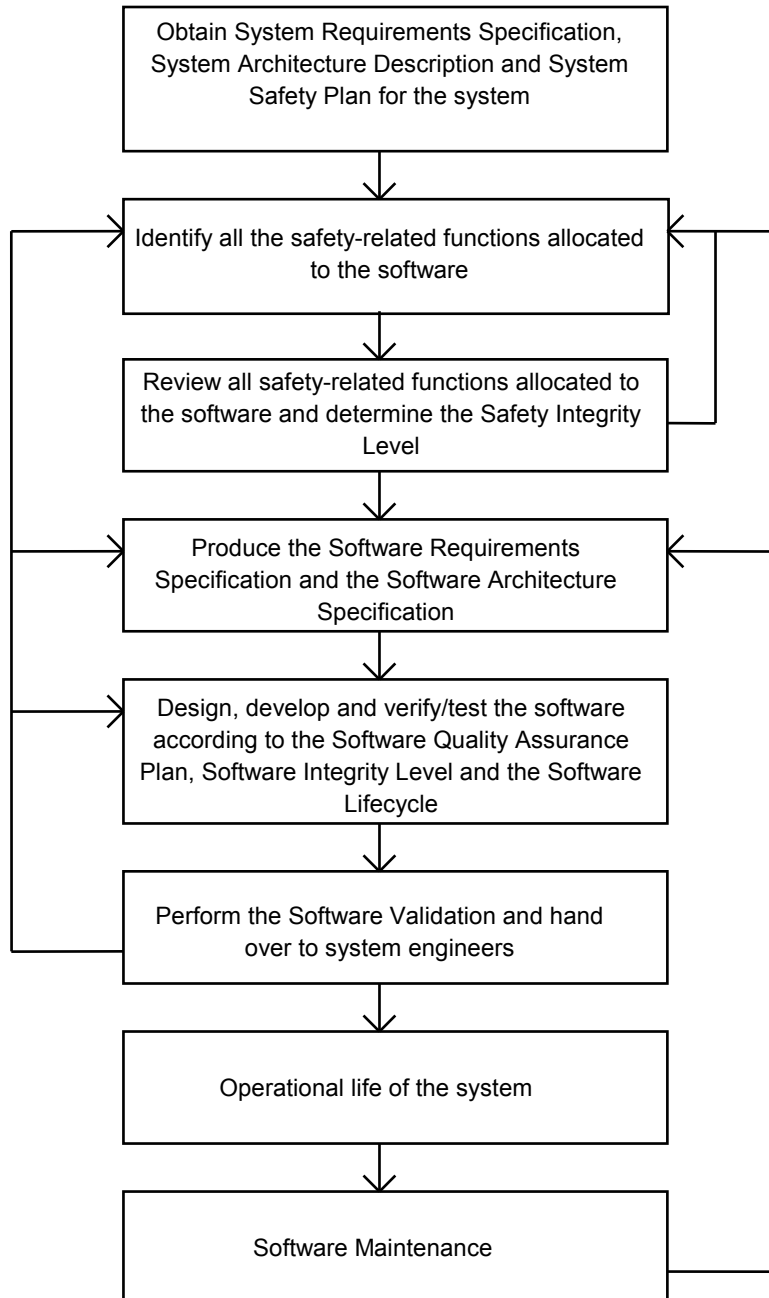 Obtain System Requirements Specification,
System Architecture Description and System
Safety Plan for the system
Identify all the safety-related functions allocated
to the software
Review all safety-related functions allocated to
the software and determine the Safety Integrity
Level
Produce the Software Requirements
Specification and the Software Architecture
Specification
Design, develop and verify/test the software
according to the Software Quality Assurance
Plan, Software Integrity Level and the Software
Lifecycle
Perform the Software Validation and hand
over to system engineers
Operational life of the system
Software Maintenance